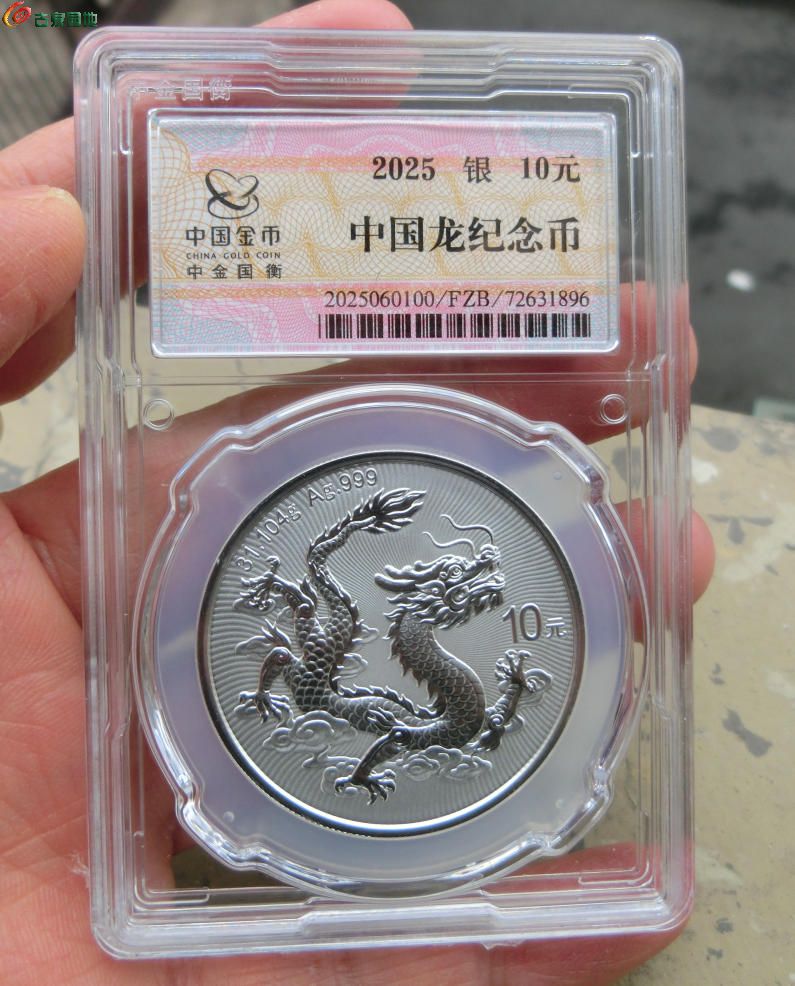 古泉园地
中金国衡
2025 银 10元
中国金币
CHINA GOLD COIN
中金国衡
中国龙纪念币
2025060100/FZB/72631896
31.104g Ag.999
10元